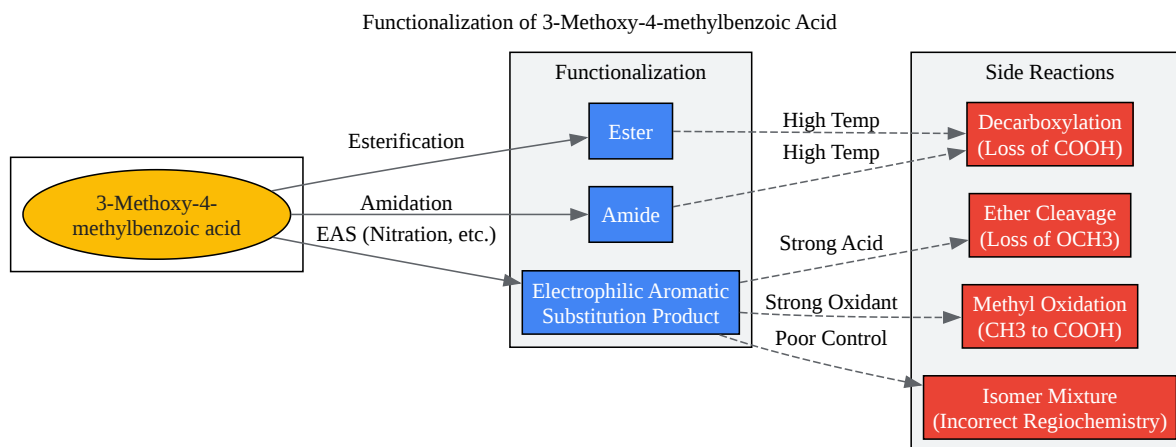 Functionalization of 3-Methoxy-4-methylbenzoic Acid
Functionalization
Side Reactions
3-Methoxy-4-
methylbenzoic acid
Esterification
Amidation
EAS (Nitration, etc.)
Ester
Amide
Electrophilic Aromatic
Substitution Product
High Temp
High Temp
Strong Acid
Strong Oxidant
Poor Control
Decarboxylation
(Loss of COOH)
Ether Cleavage
(Loss of OCH3)
Methyl Oxidation
(CH3 to COOH)
Isomer Mixture
(Incorrect Regiochemistry)